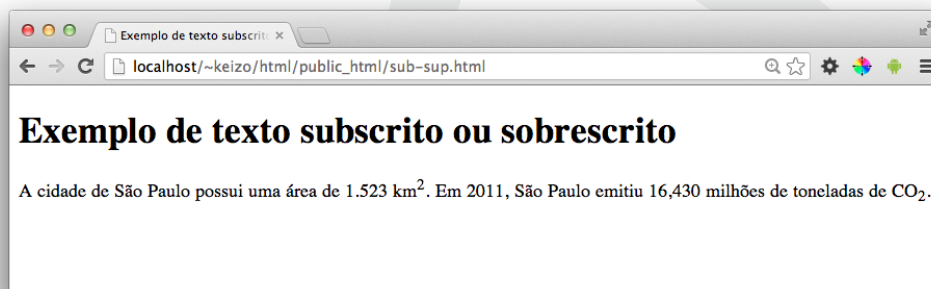 Exemplo de texto subscrito
localhost/~keizo/html/public_html/sub-sup.html
Exemplo de texto subscrito ou sobrescrito
A cidade de São Paulo possui uma área de 1.523 km². Em 2011, São Paulo emitiu 16,430 milhões de toneladas de CO₂.